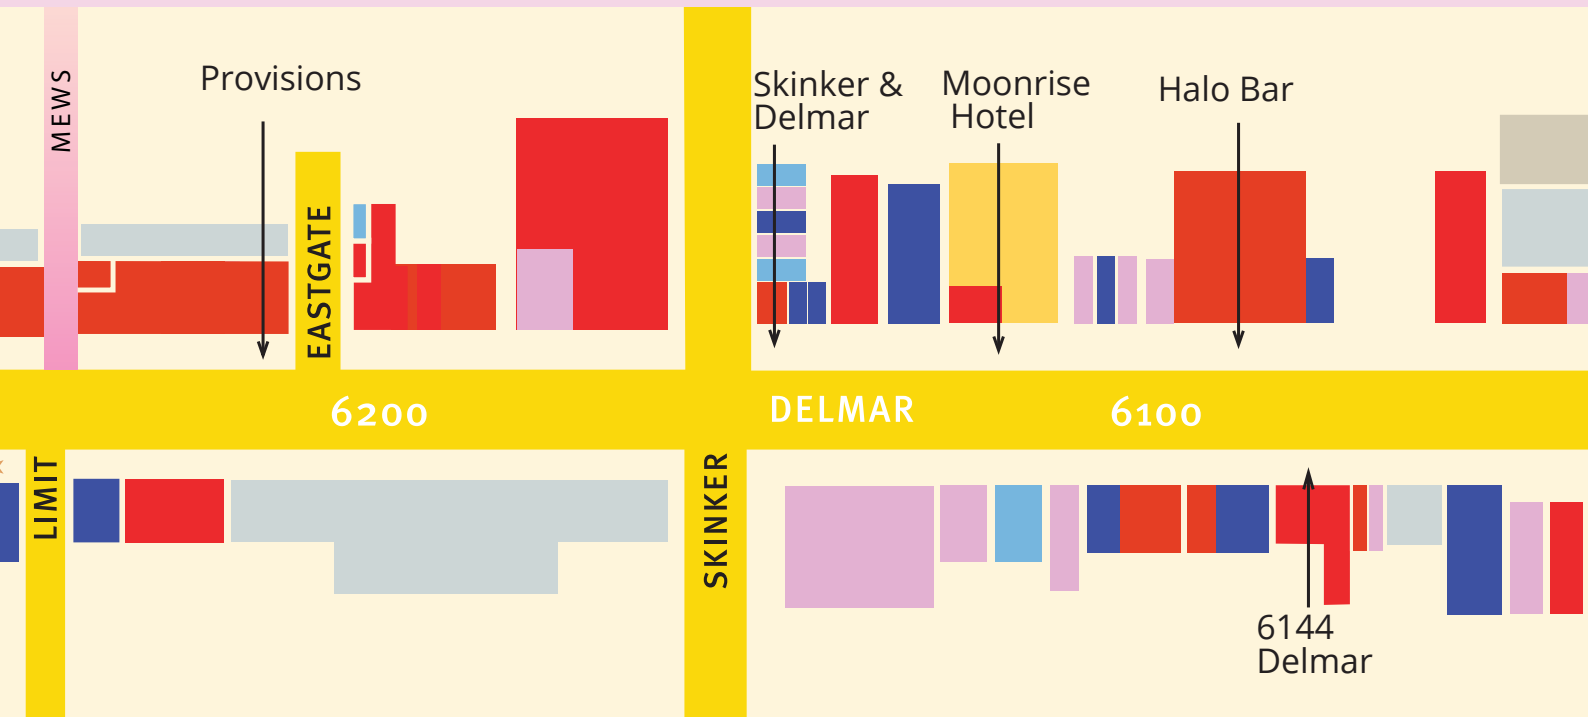 MEWS
Provisions
EASTGATE
Skinker &
Delmar
Moonrise
Hotel
Halo Bar
6200
DELMAR
6100
LIMIT
SKINKER
6144
Delmar